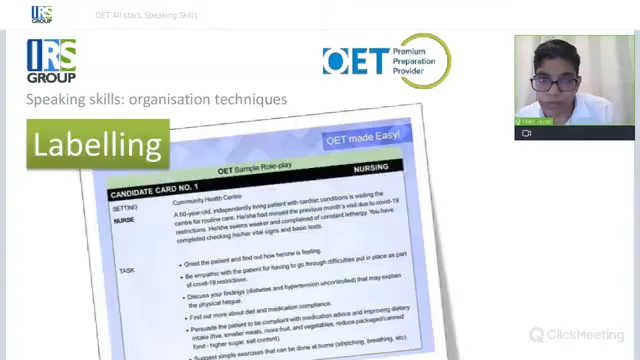 OET All stars: Speaking Skills
IRS
GROUP
IRS
GROUP
OET Premium
Preparation
Provider
Speaking skills: organisation techniques
Labelling
OET made Easy!
OET Sample Role-play
CANDIDATE CARD NO. 1 NURSING
SETTING Community Health Centre
NURSE A 60-year-old, independently living patient with cardiac conditions is visiting the
centre for routine care. He/she had missed the previous month's visit due to covid-19
restrictions. He/she seems weaker and complained of constant lethargy. You have
completed checking his/her vital signs and basic tests.
TASK • Greet the patient and find out how he/she is feeling.
• Be empathic with the patient for having to go through difficulties put in place as part
of covid-19 restrictions.
• Discuss your findings (diabetes and hypertension uncontrolled) that may explain
the physical fatigue.
• Find out more about diet and medication compliance.
• Persuade the patient to be compliant with medication advice and improving dietary
intake (five, smaller meals, more fruit, and vegetables, reduce packaged/canned
food - higher sugar, salt content).
• Suggest simple exercises that can be done at home (stretching, breathing, etc).
ClickMeeting